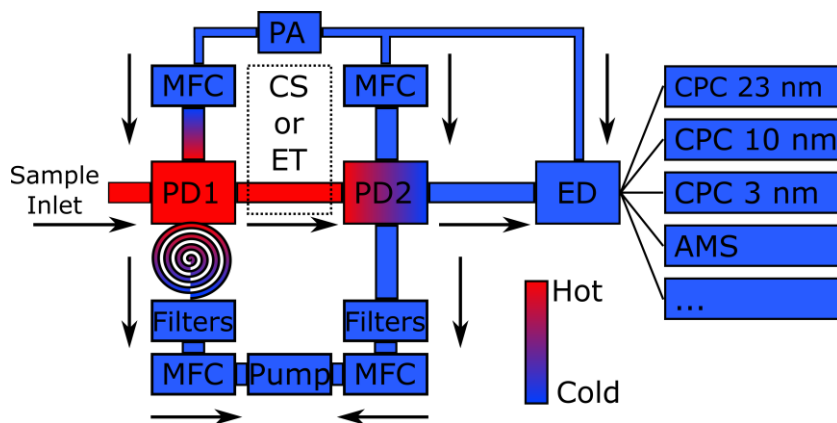 PA
MFC
CS
or
ET
MFC
CPC 23 nm
CPC 10 nm
CPC 3 nm
AMS
...
Sample
Inlet
PD1
PD2
ED
Filters
Filters
MFC
Pump
MFC
Hot
Cold